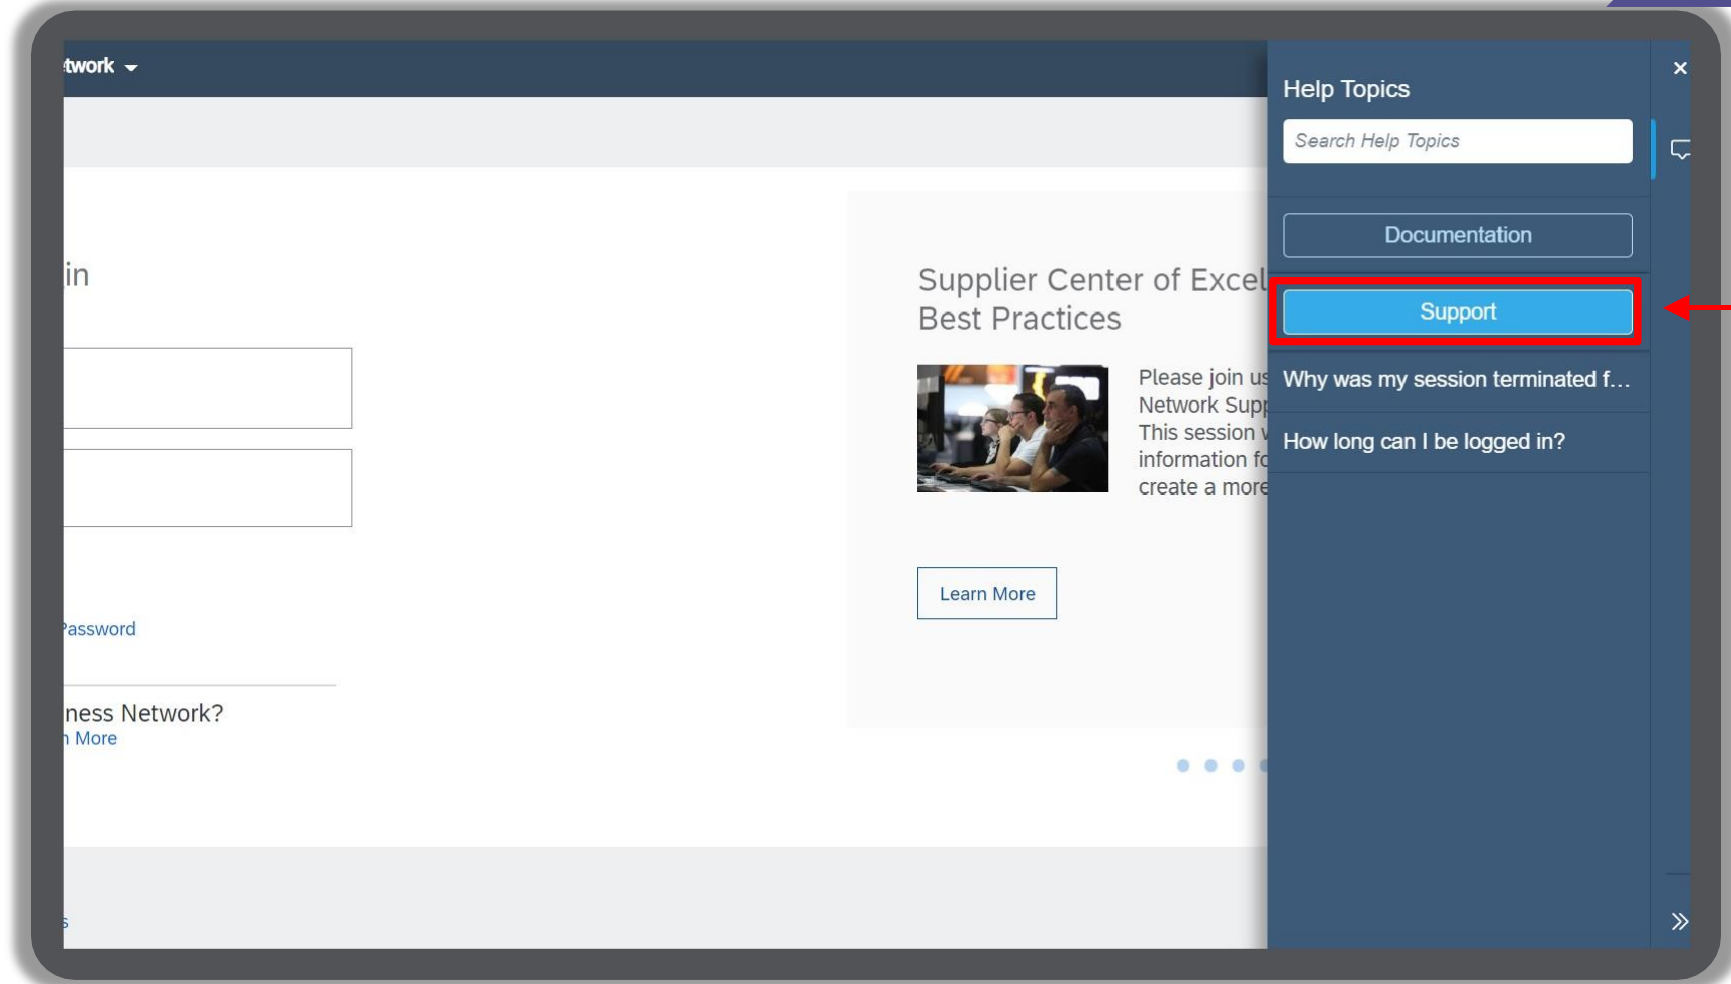 twork
in
Password
ness Network?
n More
s
Supplier Center of Excel
Best Practices
Please join us
Network Supp
This session w
information fo
create a more
Learn More
Help Topics
Search Help Topics
Documentation
Support
Why was my session terminated f...
How long can I be logged in?